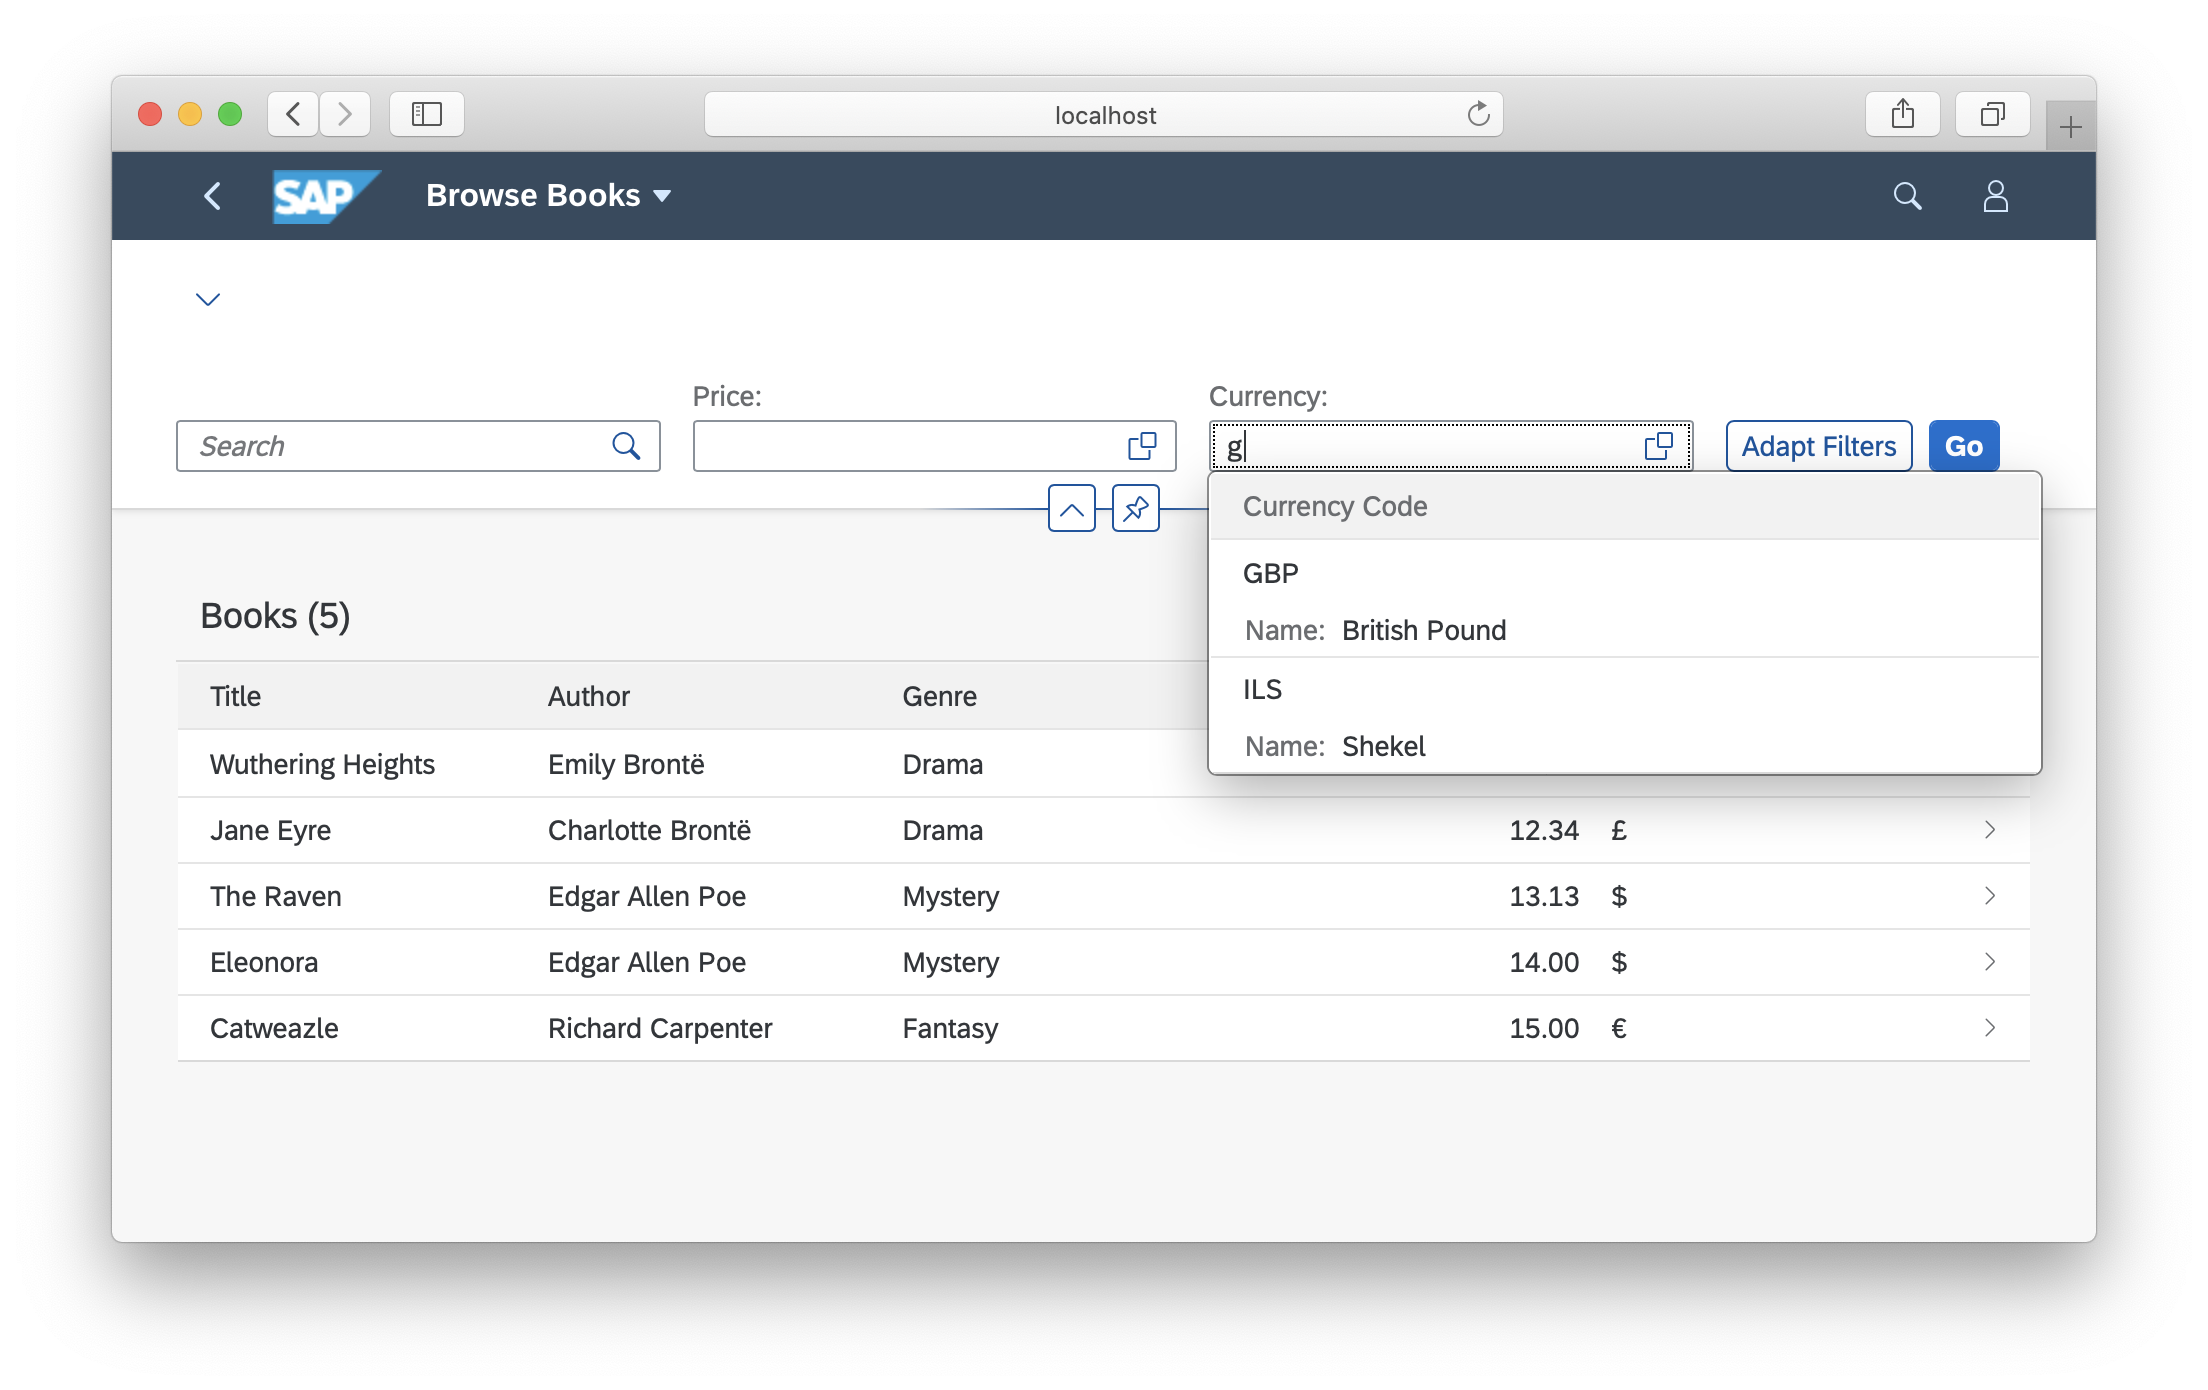 localhost
SAP Browse Books
Price:
Currency:
Search
g
Adapt Filters
Go
Currency Code
GBP
Name: British Pound
ILS
Name: Shekel
Books (5)
Title Author Genre
Wuthering Heights Emily Brontë Drama
Jane Eyre Charlotte Brontë Drama 12.34 £
The Raven Edgar Allen Poe Mystery 13.13 $
Eleonora Edgar Allen Poe Mystery 14.00 $
Catweazle Richard Carpenter Fantasy 15.00 €